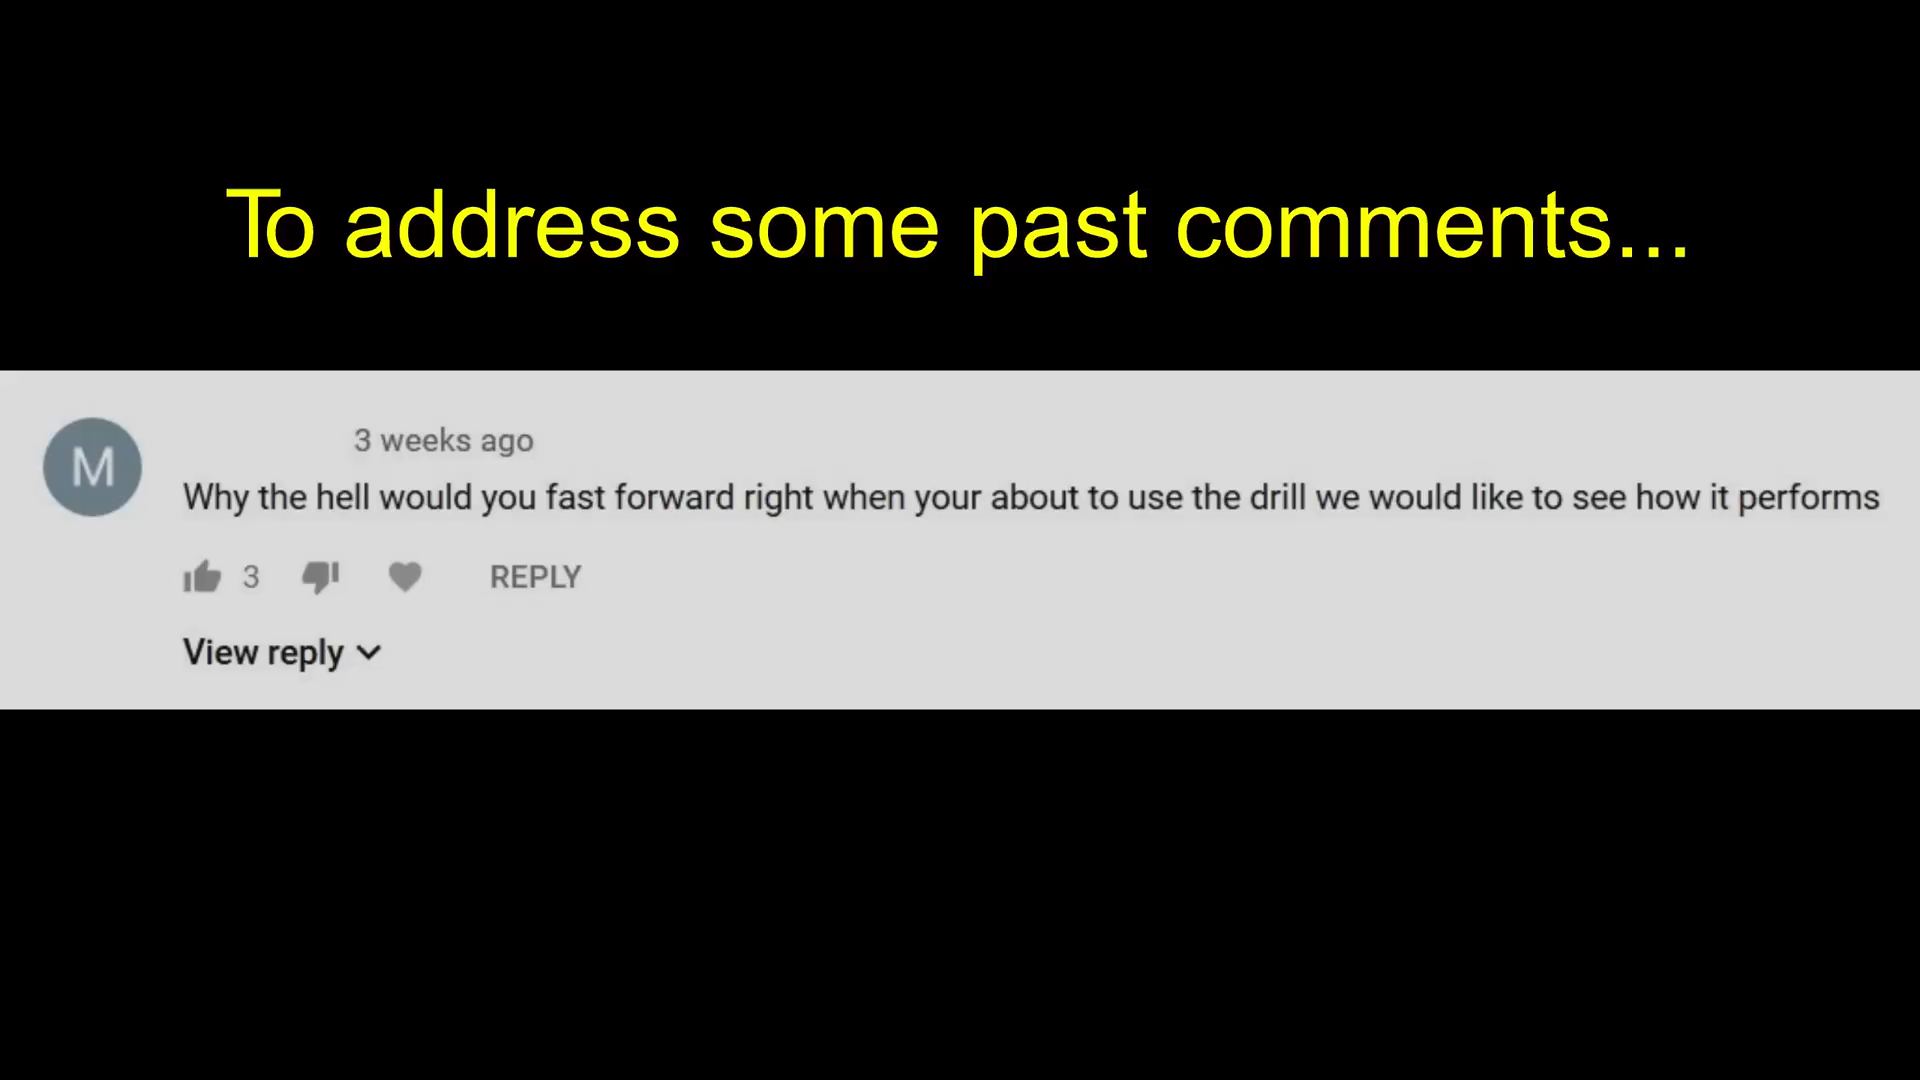 To address some past comments...
M
3 weeks ago
Why the hell would you fast forward right when your about to use the drill we would like to see how it performs
3 REPLY
View reply